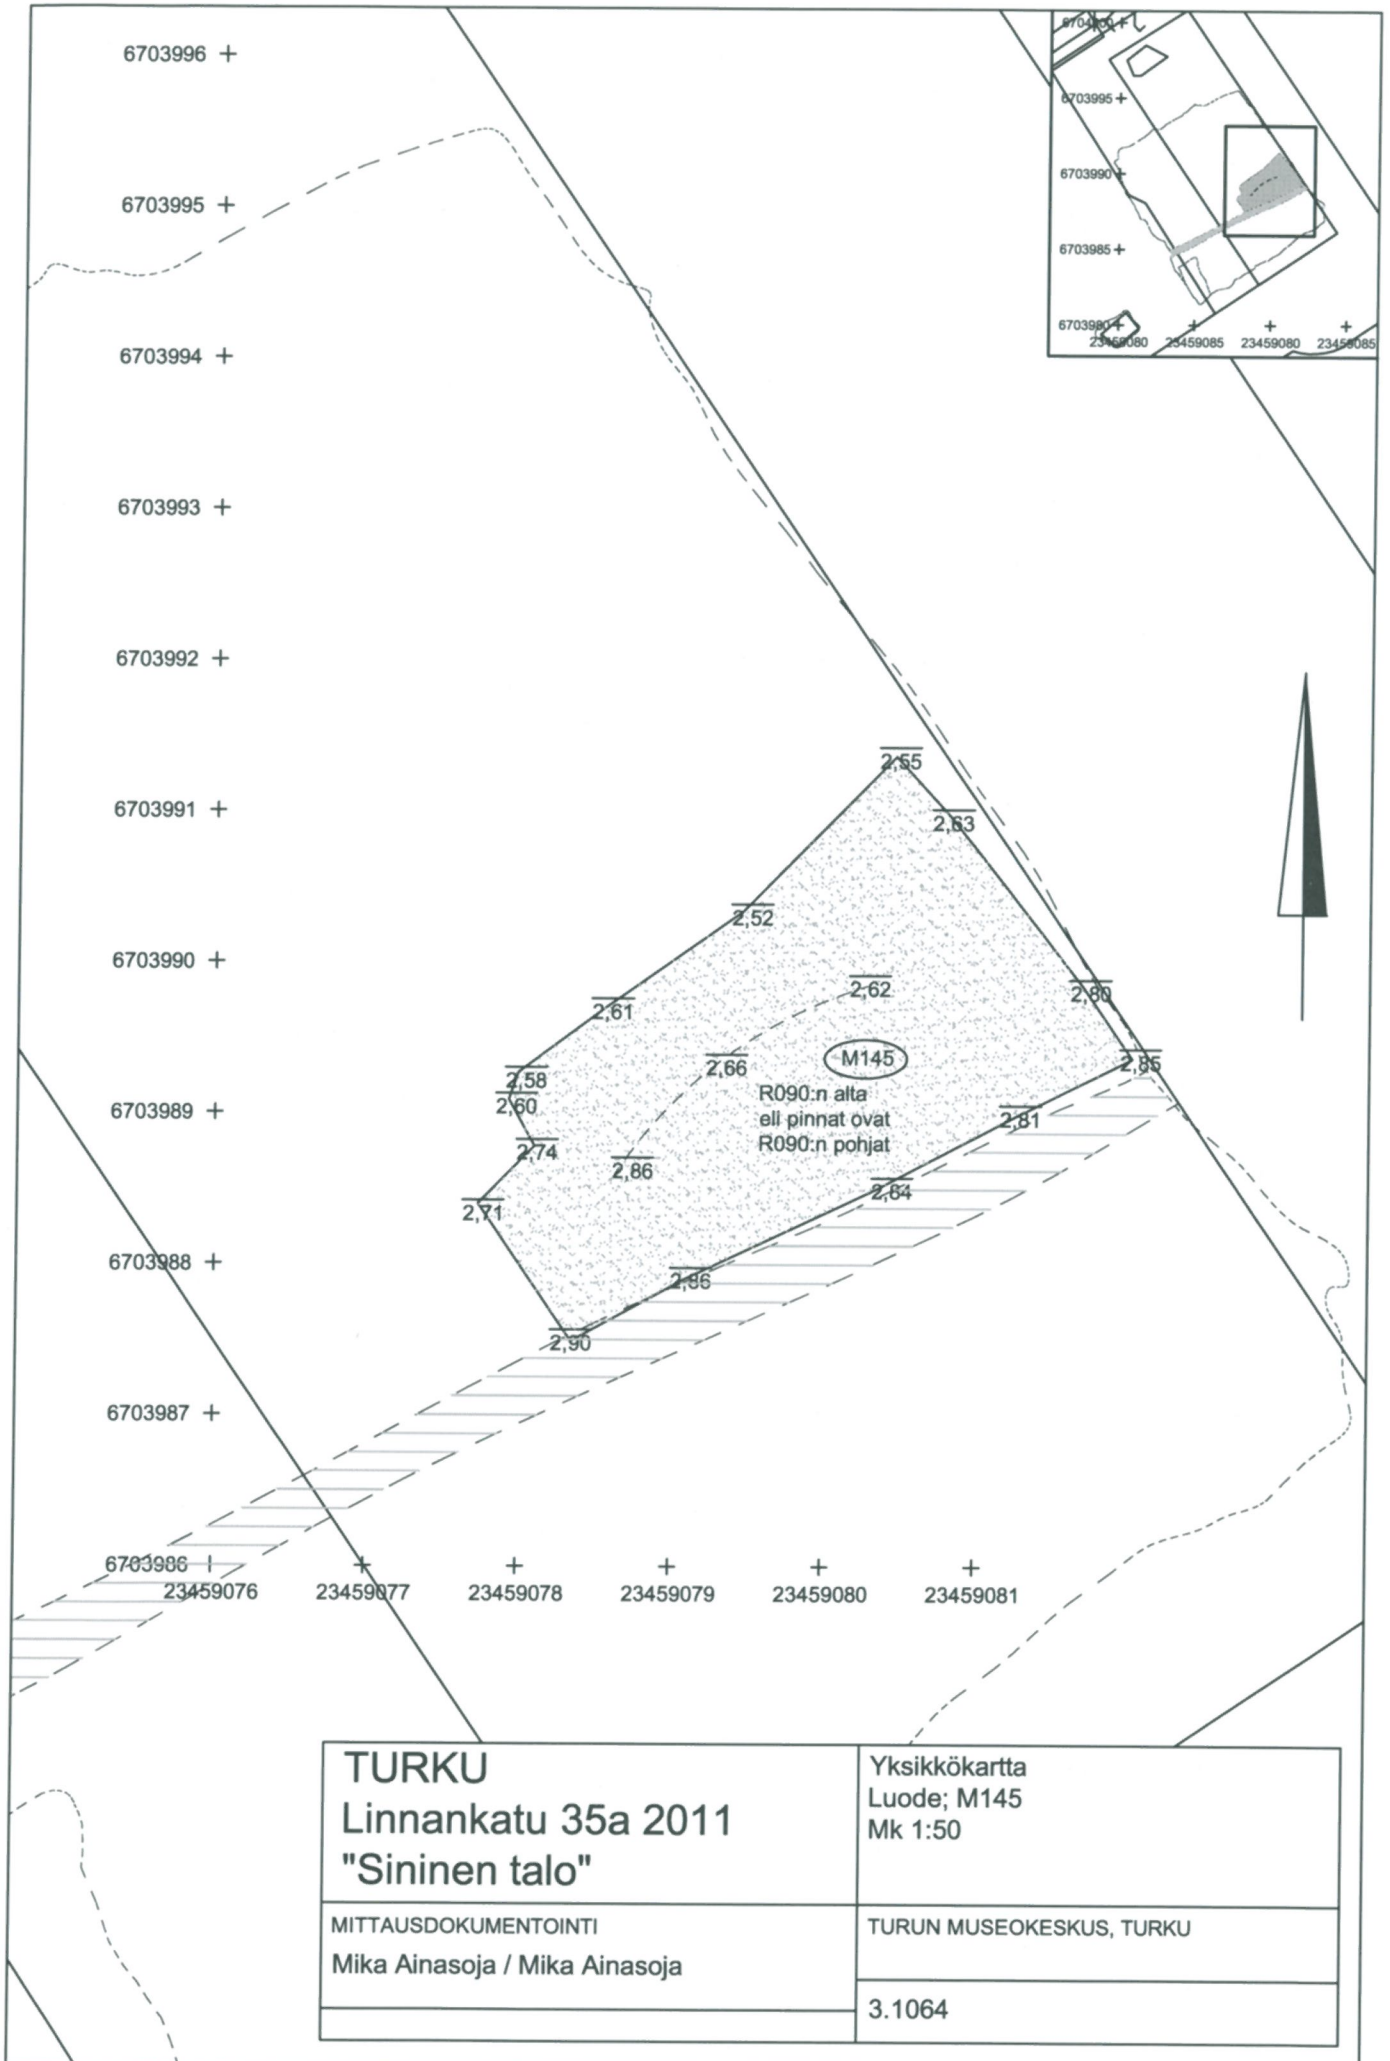 6703996
6703995
6703994
6703993
6703992
6703991
6703990
6703989
6703988
6703987
6703986
23459076 23459077 23459078 23459079 23459080 23459081
6703995
6703990
6703985
6703980
23459080 23459085 23459080 23459085
2,55
2,63
2,52
2,62
2,80
2,61
2,66
M145
2,85
2,58
R090:n alta
2,60
eli pinnat ovat
2,81
R090:n pohjat
2,74
2,86
2,84
2,71
2,86
2,90
TURKU
Linnankatu 35a 2011
"Sininen talo"
Yksikkökartta
Luode; M145
Mk 1:50
MITTAUSDOKUMENTOINTI
Mika Ainasoja / Mika Ainasoja
TURUN MUSEOKESKUS, TURKU
3.1064